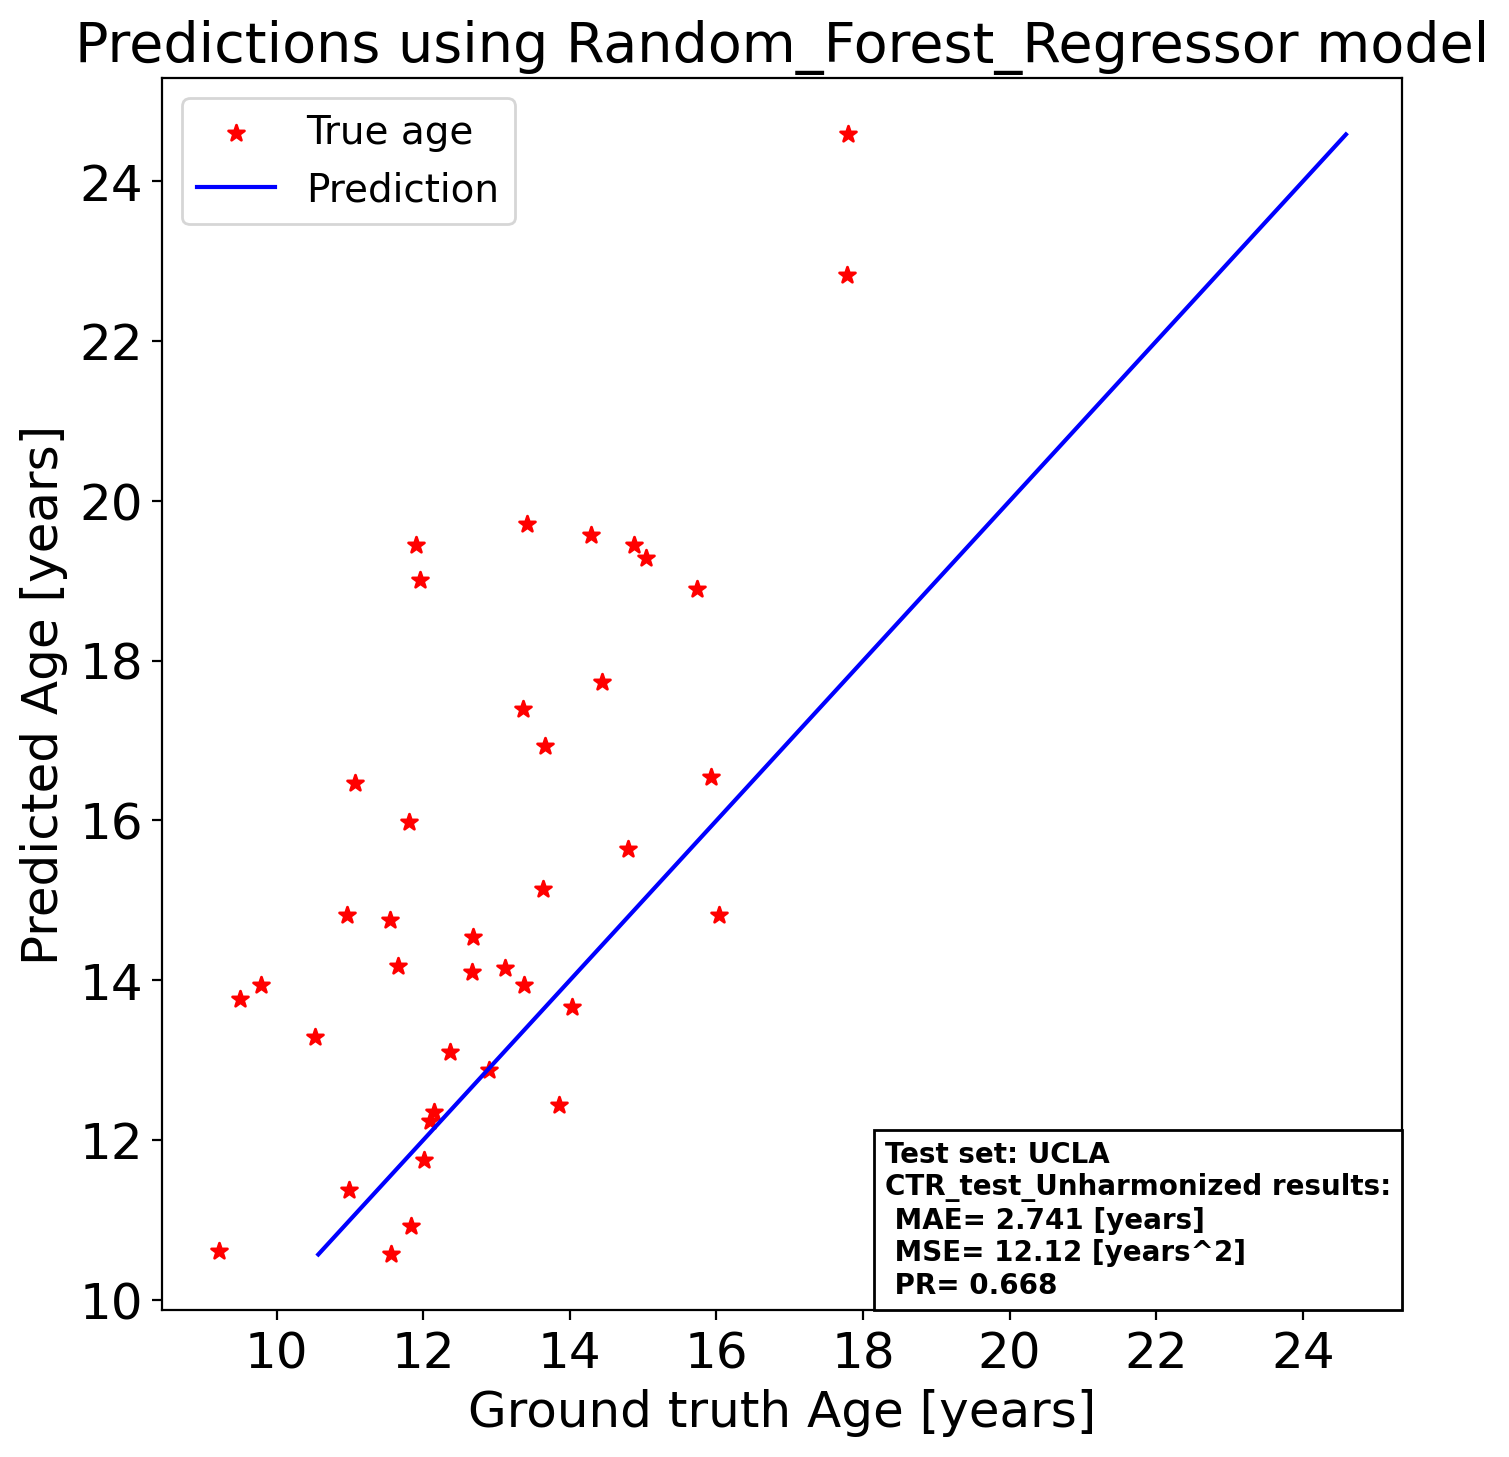 Predictions using Random_Forest_Regressor model
True age
Prediction
24
22
20
18
16
14
12
10
Predicted Age [years]
Test set: UCLA
CTR_test_Unharmonized results:
MAE= 2.741 [years]
MSE= 12.12 [years^2]
PR= 0.668
10 12 14 16 18 20 22 24
Ground truth Age [years]